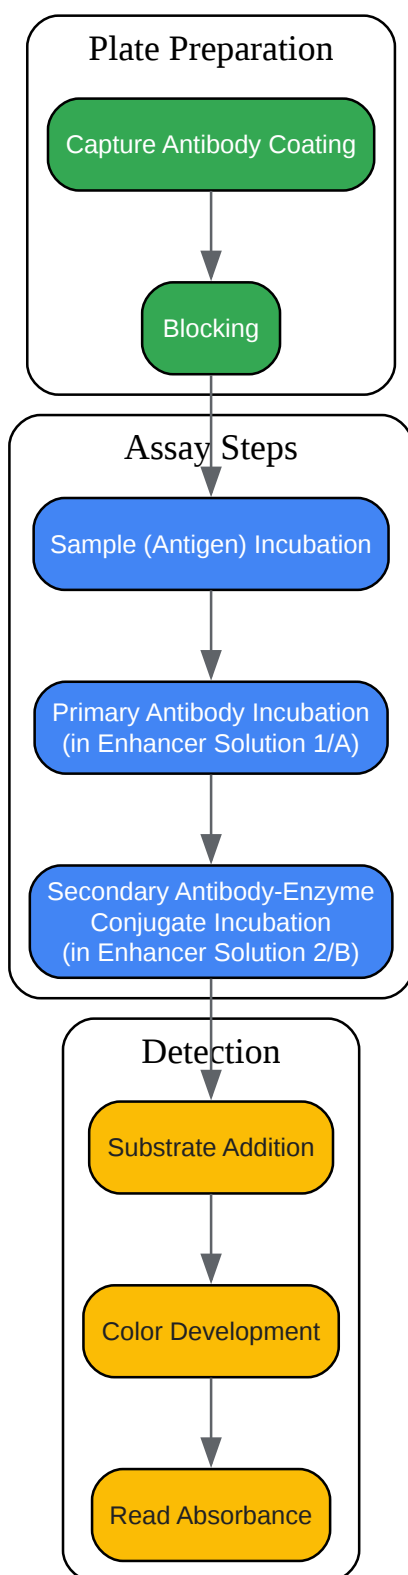 Plate Preparation
Capture Antibody Coating
Blocking
Assay Steps
Sample (Antigen) Incubation
Primary Antibody Incubation
(in Enhancer Solution 1/A)
Secondary Antibody-Enzyme
Conjugate Incubation
(in Enhancer Solution 2/B)
Detection
Substrate Addition
Color Development
Read Absorbance